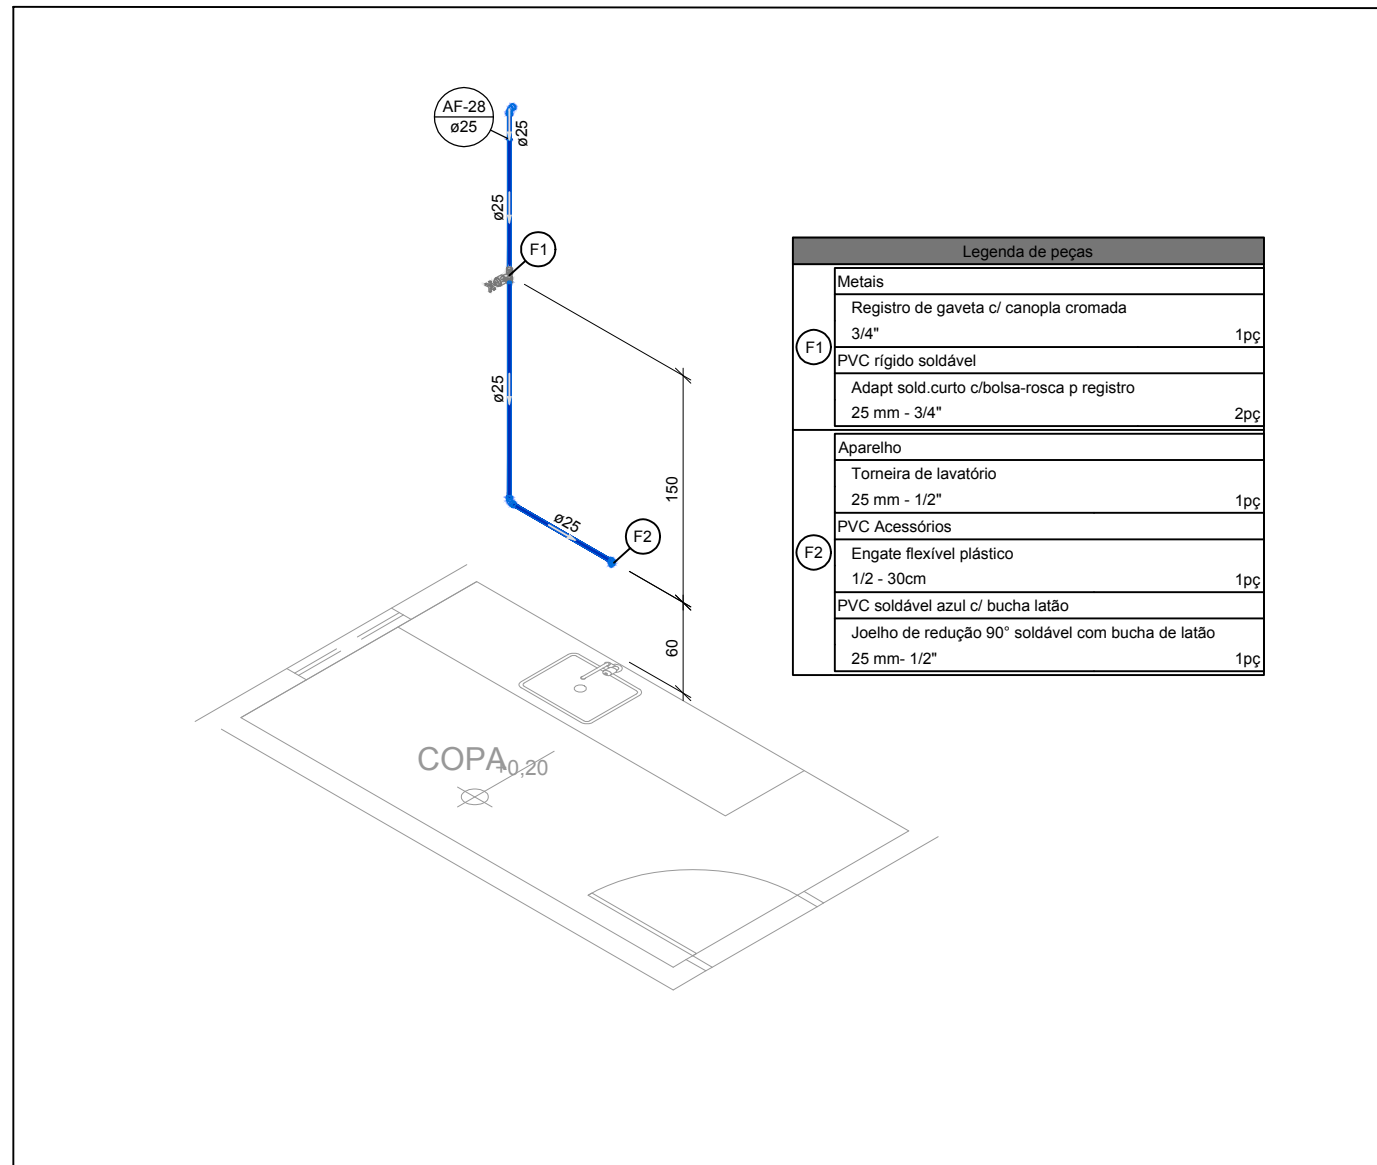 AF-28
ø25
ø25
ø25
F1
ø25
150
ø25
F2
60
COPA
+0,20
Legenda de peças
F1
Metais
Registro de gaveta c/ canopla cromada
3/4" 1pç
PVC rígido soldável
Adapt sold.curto c/bolsa-rosca p registro
25 mm - 3/4" 2pç
F2
Aparelho
Torneira de lavatório
25 mm - 1/2" 1pç
PVC Acessórios
Engate flexível plástico
1/2 - 30cm 1pç
PVC soldável azul c/ bucha latão
Joelho de redução 90° soldável com bucha de latão
25 mm- 1/2" 1pç